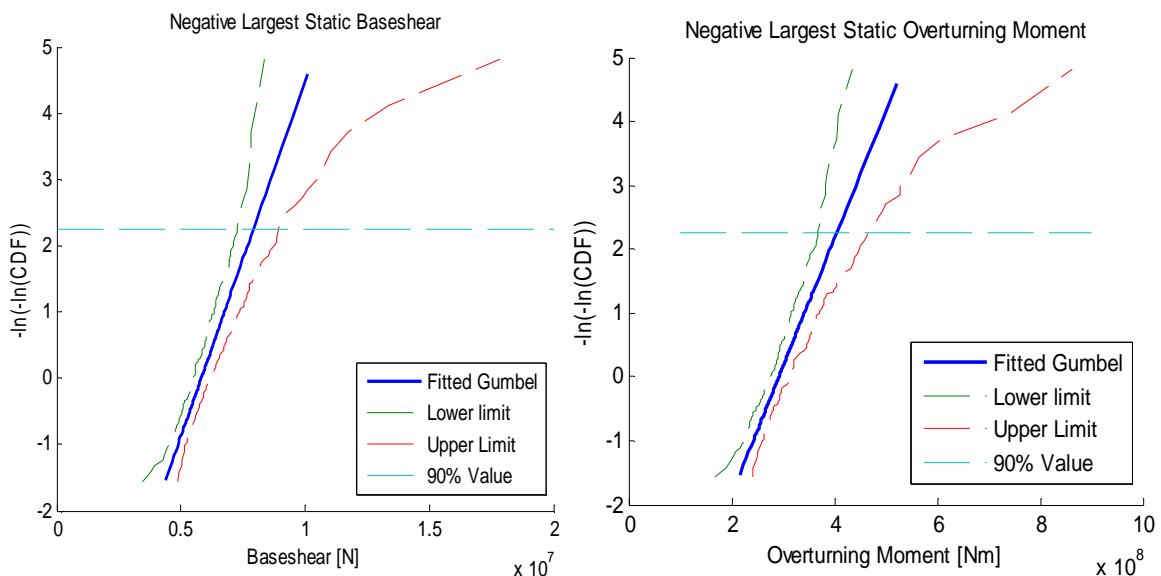 Negative Largest Static Baseshear
5
4
3
2
1
0
-1
-2
-ln(-ln(CDF))
0
0.5
1
1.5
2
x 10^7
Baseshear [N]
Fitted Gumbel
Lower limit
Upper Limit
90% Value
Negative Largest Static Overturning Moment
5
4
3
2
1
0
-1
-2
-ln(-ln(CDF))
0
2
4
6
8
10
x 10^8
Overturning Moment [Nm]
Fitted Gumbel
Lower limit
Upper Limit
90% Value